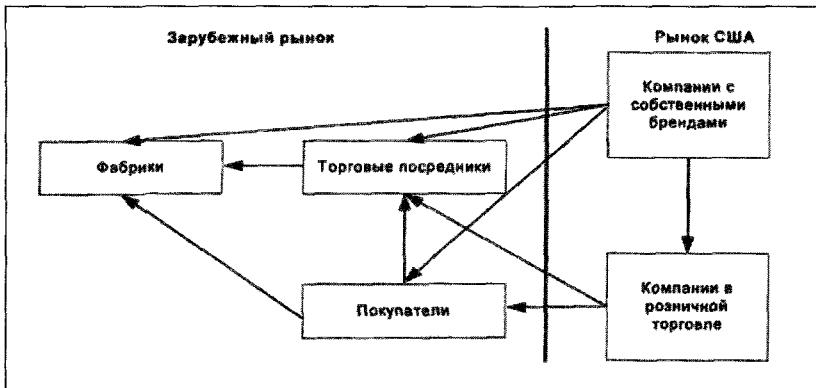 Зарубежный рынок
Рынок США
Компании с
собственными
брендами
Фабрики
Торговые посредники
Покупатели
Компании в
розничной
торговле